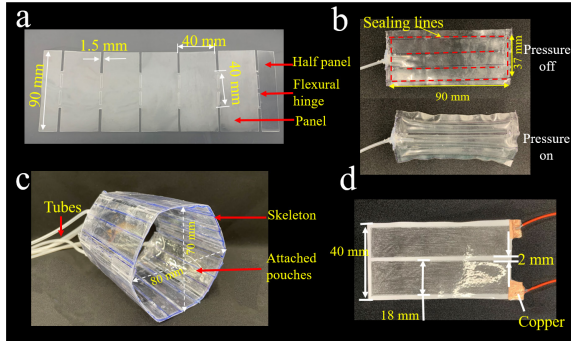 a
1.5 mm
40 mm
Half panel
90 mm
40 mm
Flexural
hinge
Panel
b
Sealing lines
Pressure
off
37 mm
90 mm
Pressure
on
c
Tubes
Skeleton
70 mm
80 mm
Attached
pouches
d
40 mm
2 mm
18 mm
Copper